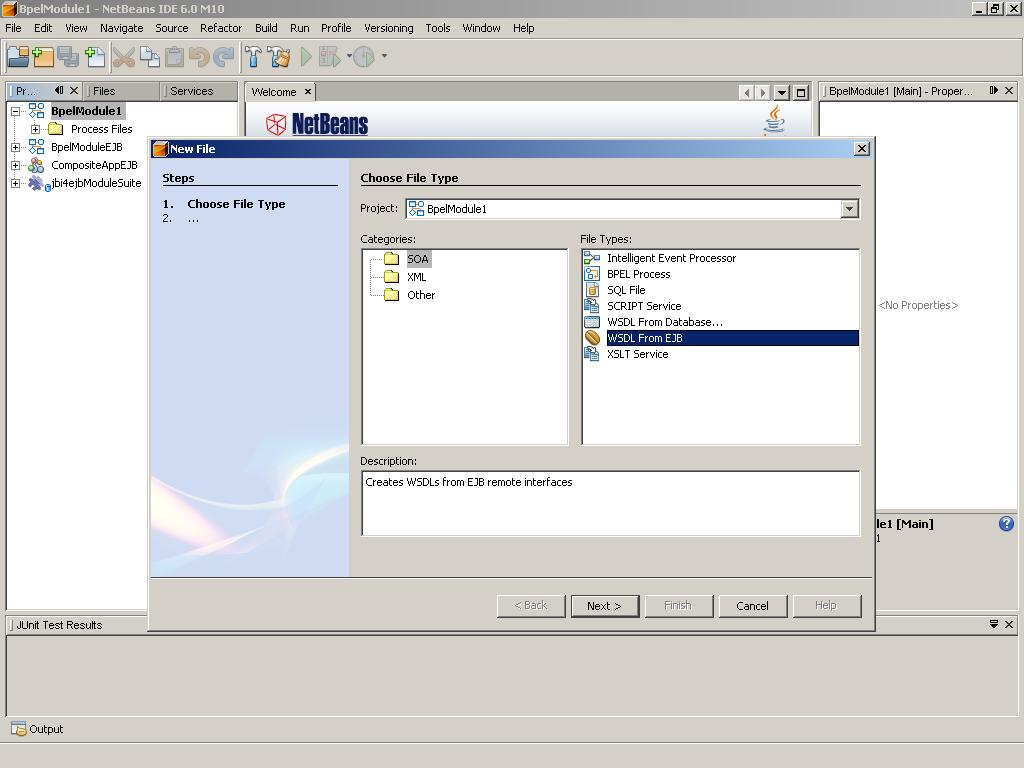 BpelModule1 - NetBeans IDE 6.0 M10
File Edit View Navigate Source Refactor Build Run Profile Versioning Tools Window Help
Pr... Files Services
Welcome
BpelModule1 [Main] - Proper...
BpelModule1
Process Files
BpelModuleEJB
CompositeAppEJB
jbi4ejbModuleSuite
NetBeans
New File
Steps
1. Choose File Type
2. ...
Choose File Type
Project: BpelModule1
Categories:
SOA
XML
Other
File Types:
Intelligent Event Processor
BPEL Process
SQL File
SCRIPT Service
WSDL From Database...
WSDL From EJB
XSLT Service
Description:
Creates WSDLs from EJB remote interfaces
< Back Next > Finish Cancel Help
<No Properties>
le1 [Main]
1
JUnit Test Results
Output